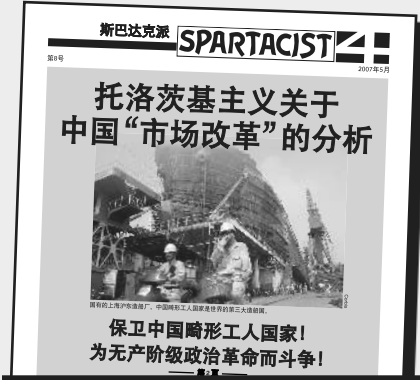 斯巴达克派
SPARTACIST
第8号
2007年5月
托洛茨基主义关于
中国“市场改革”的分析
国有的上海沪东造船厂。中国畸形工人国家是世界的第三大造船国。
保卫中国畸形工人国家！
为无产阶级政治革命而斗争！